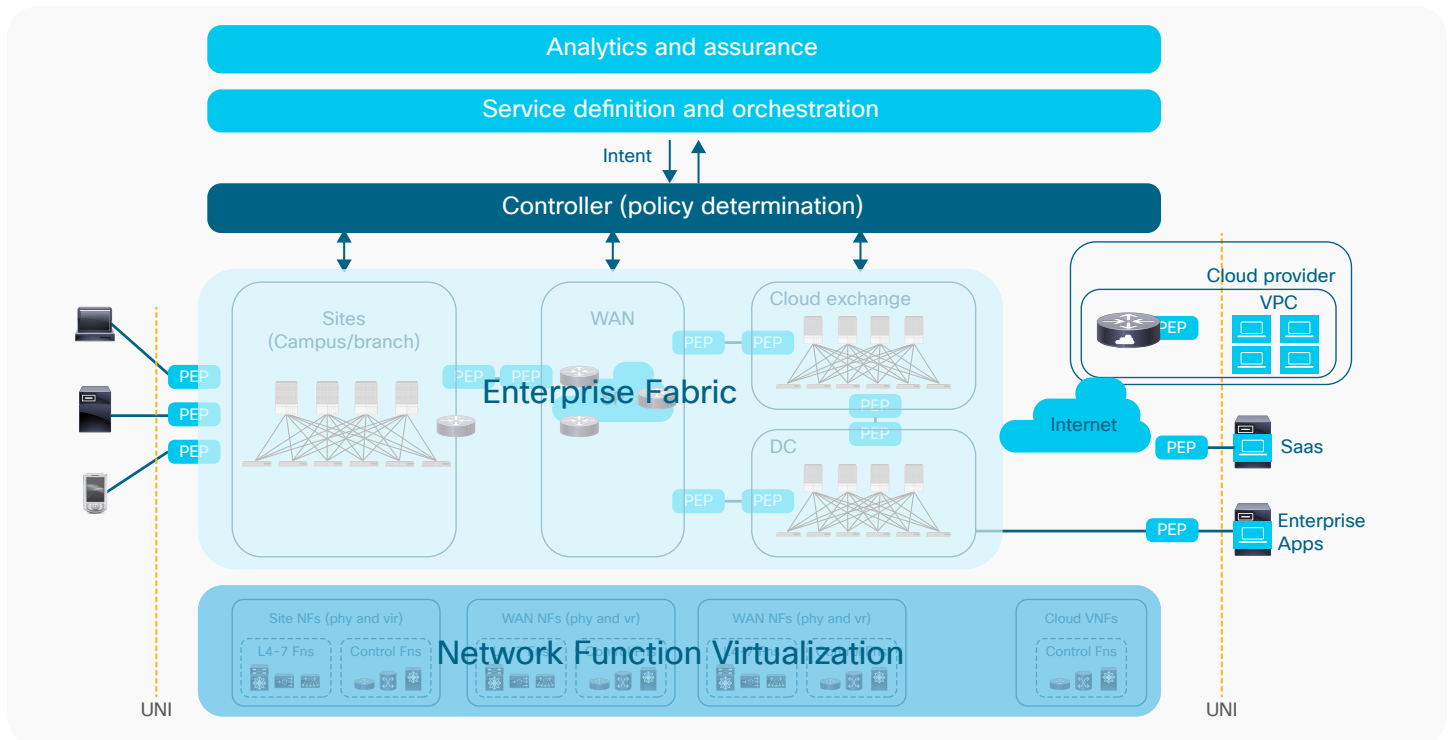 Analytics and assurance
Service definition and orchestration
Intent
Controller (policy determination)
Cloud provider
VPC
PEP
Sites
(Campus/branch)
WAN
Cloud exchange
PEP
PEP
PEP
PEP
PEP
PEP
PEP
Enterprise Fabric
PEP
PEP
DC
PEP
PEP
Internet
PEP
Saas
PEP
Enterprise
Apps
Site NFs (phy and vir)
WAN NFs (phy and vr)
WAN NFs (phy and vr)
Cloud VNFs
L4-7 Fns
Control Fns
Network Function Virtualization
Control Fns
UNI
UNI